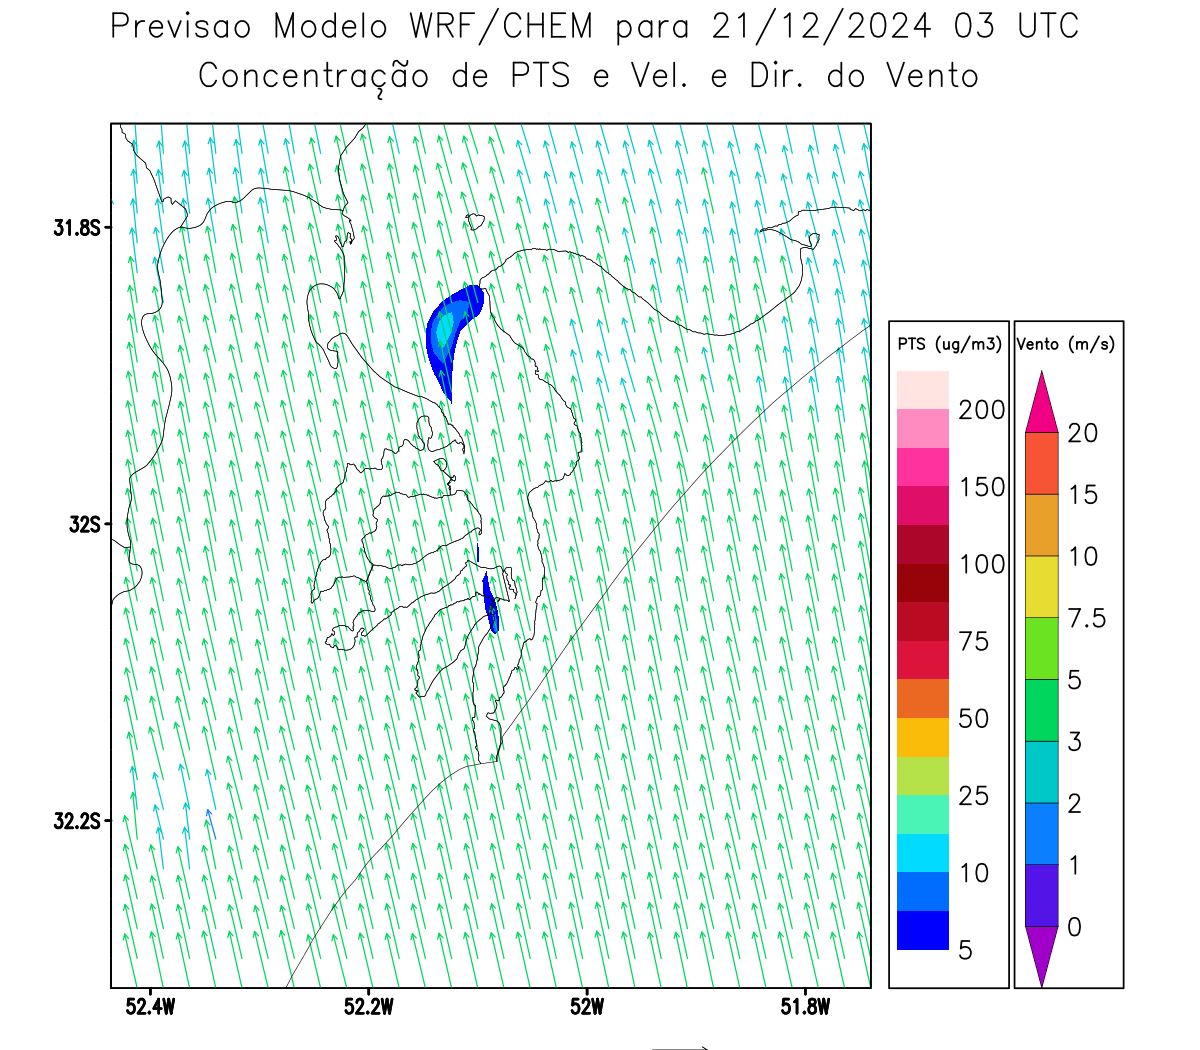 Previsao Modelo WRF/CHEM para 21/12/2024 03 UTC
Concentração de PTS e Vel. e Dir. do Vento
31.8S
32S
32.2S
52.4W 52.2W 52W 51.8W
PTS (ug/m3)
200
150
100
75
50
25
10
5
Vento (m/s)
20
15
10
7.5
5
3
2
1
0